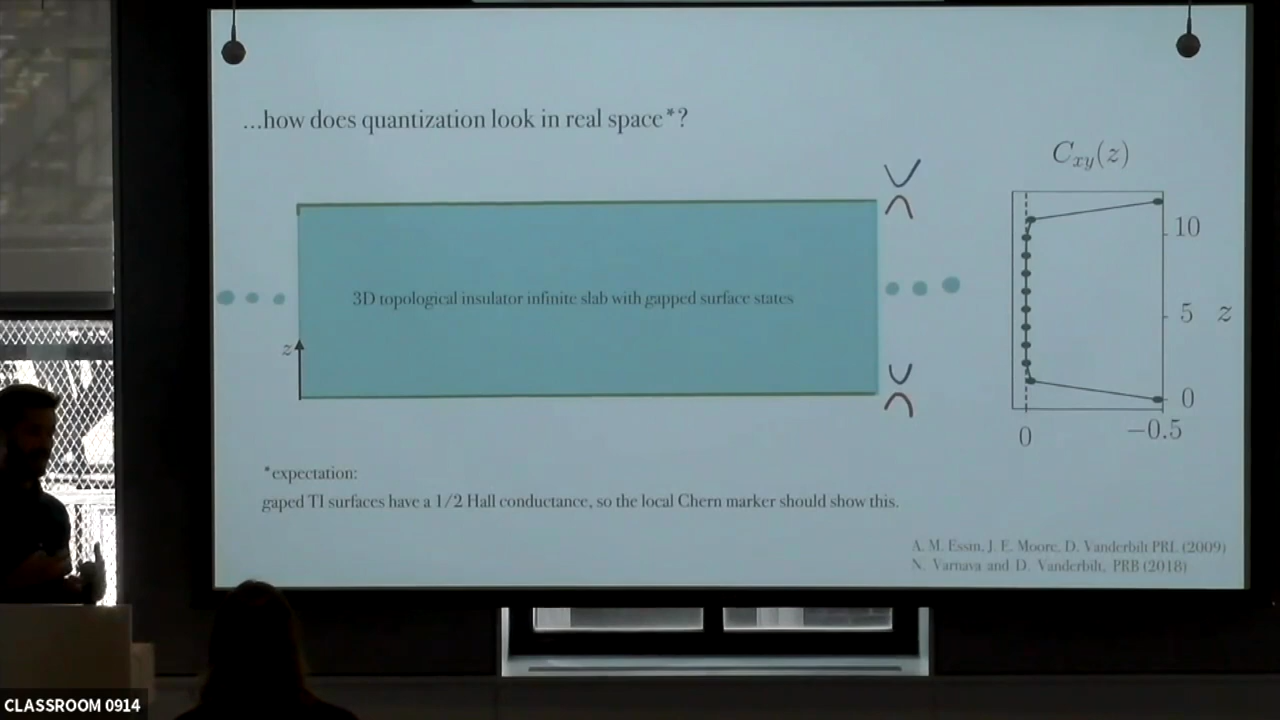 ...how does quantization look in real space*?
C_{xy}(z)
10
3D topological insulator infinite slab with gapped surface states
5 z
z
0
0 −0.5
*expectation:
gaped TI surfaces have a 1/2 Hall conductance, so the local Chern marker should show this.
A. M. Essin, J. E. Moore, D. Vanderbilt PRL (2009)
N. Varnava and D. Vanderbilt, PRB (2018)
CLASSROOM 0914